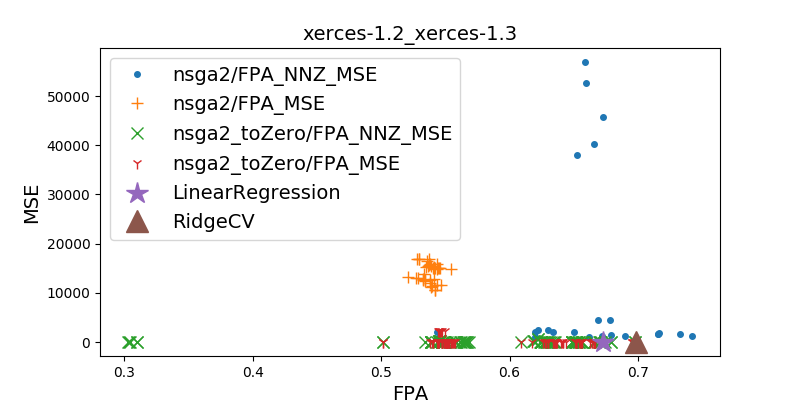 xerces-1.2_xerces-1.3
nsga2/FPA_NNZ_MSE
nsga2/FPA_MSE
nsga2_toZero/FPA_NNZ_MSE
nsga2_toZero/FPA_MSE
LinearRegression
RidgeCV
MSE
50000
40000
30000
20000
10000
0
0.3 0.4 0.5 0.6 0.7
FPA